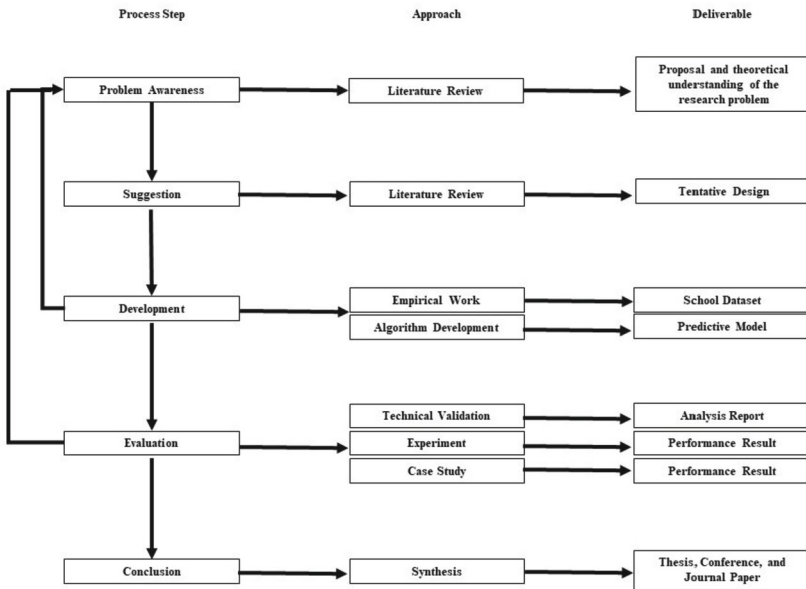 Process Step
Approach
Deliverable
Problem Awareness
Literature Review
Proposal and theoretical
understanding of the
research problem
Suggestion
Literature Review
Tentative Design
Development
Empirical Work
School Dataset
Algorithm Development
Predictive Model
Evaluation
Technical Validation
Analysis Report
Experiment
Performance Result
Case Study
Performance Result
Conclusion
Synthesis
Thesis, Conference, and
Journal Paper